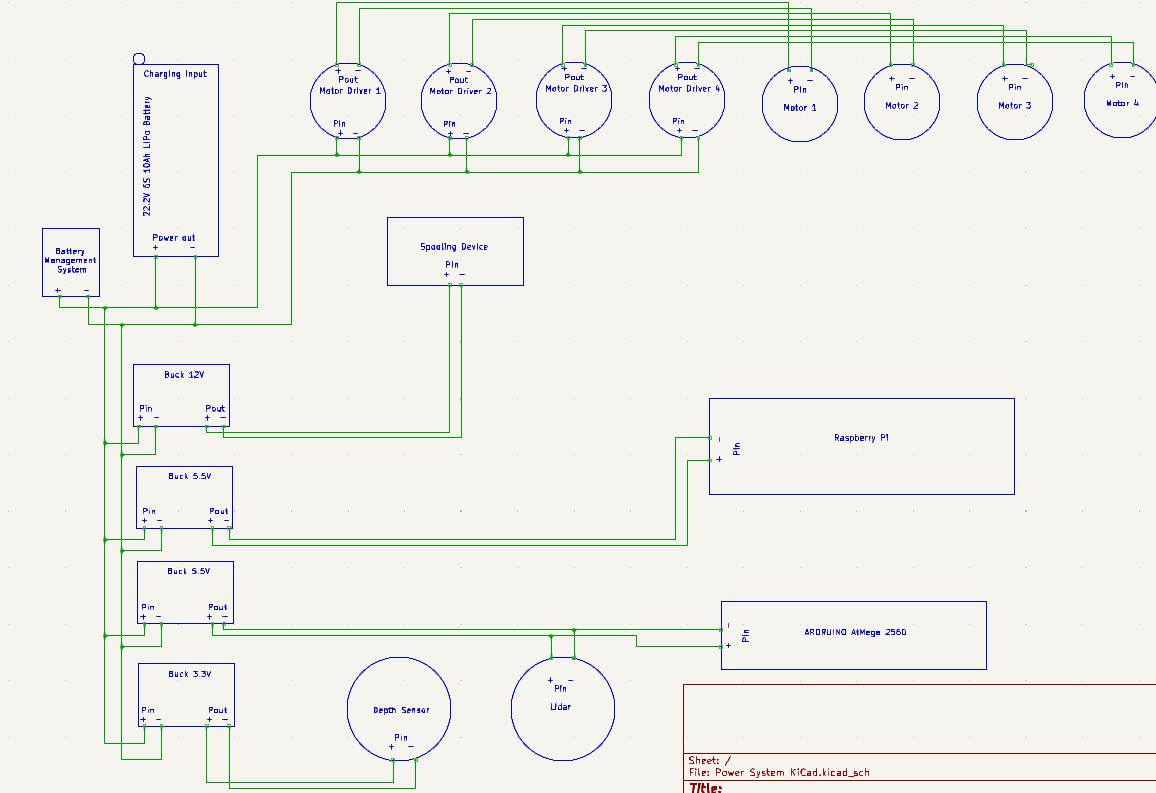 Charging Input
22.2V 6S 10Ah LiPo Battery
Power out
+ -
Battery
Management
System
+ -
+ -
Pout
Motor Driver 1
Pin
+ -
+ -
Pout
Motor Driver 2
Pin
+ -
+ -
Pout
Motor Driver 3
Pin
+ -
+ -
Pout
Motor Driver 4
Pin
+ -
+ -
Pin
Motor 1
+ -
Pin
Motor 2
+ -
Pin
Motor 3
+ -
Pin
Motor 4
Spooling Device
Pin
+ -
Buck 12V
Pin Pout
+ - + -
Buck 5.5V
Pin Pout
+ - + -
Raspberry Pi
Pin
- +
Buck 5.5V
Pin Pout
+ - + -
ARDRUINO AtMega 2560
Pin
- +
Buck 3.3V
Pin Pout
+ - + -
Depth Sensor
Pin
+ -
+ -
Pin
Lidar
Sheet: /
File: Power System KiCad.kicad_sch
Title: